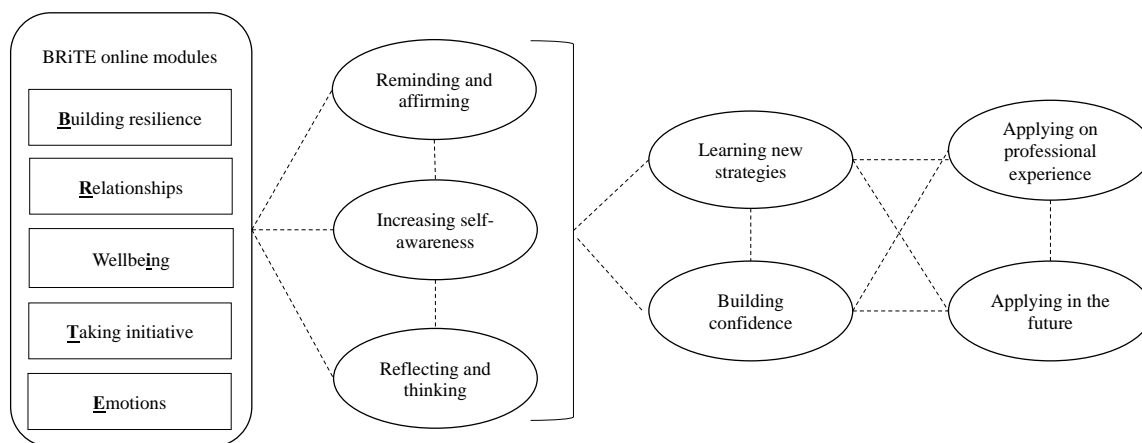 BRiTE online modules
Building resilience
Relationships
Wellbeing
Taking initiative
Emotions
Reminding and
affirming
Increasing self-
awareness
Reflecting and
thinking
Learning new
strategies
Building
confidence
Applying on
professional
experience
Applying in the
future